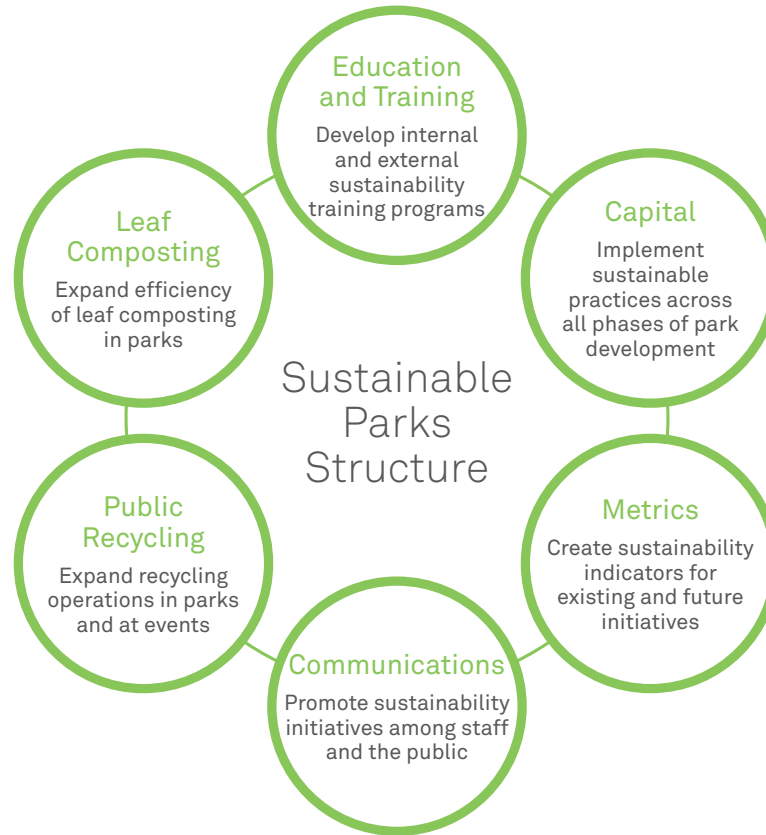 Education
and Training
Develop internal
and external
sustainability
training programs
Capital
Implement
sustainable
practices across
all phases of park
development
Metrics
Create sustainability
indicators for
existing and future
initiatives
Communications
Promote sustainability
initiatives among staff
and the public
Public
Recycling
Expand recycling
operations in parks
and at events
Leaf
Composting
Expand efficiency
of leaf composting
in parks
Sustainable
Parks
Structure